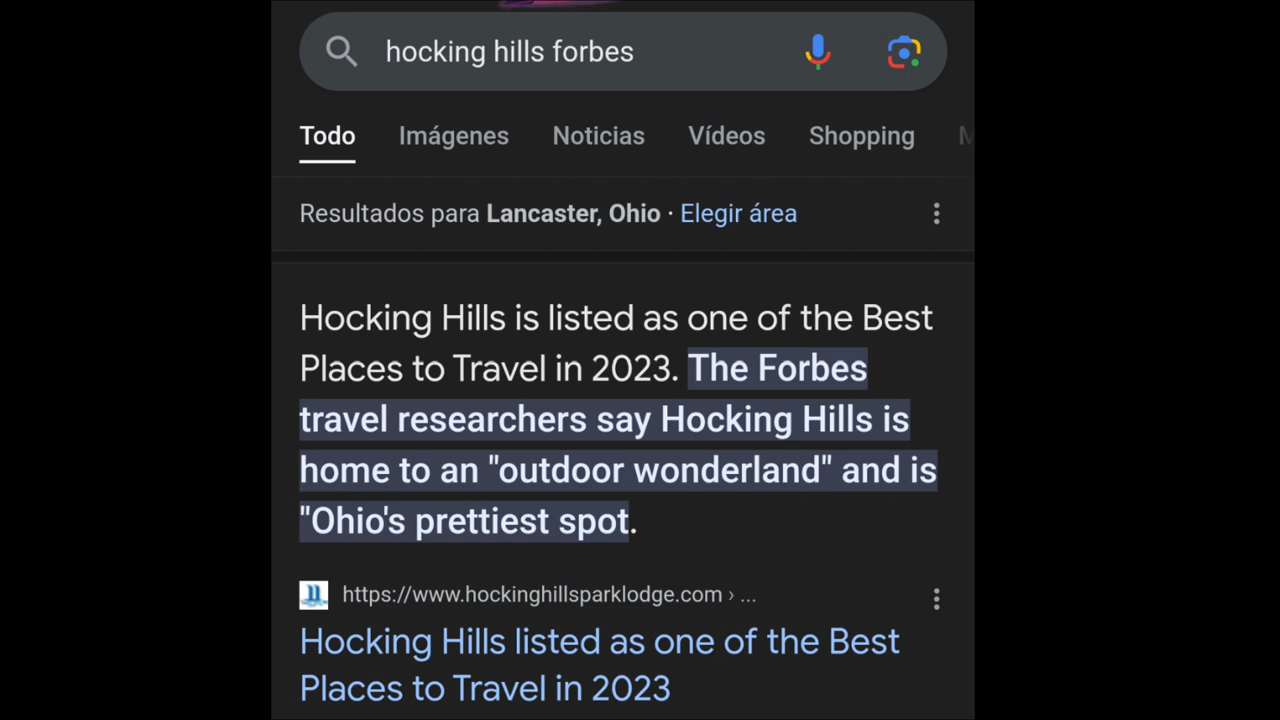 hocking hills forbes
Todo Imágenes Noticias Vídeos Shopping
Resultados para Lancaster, Ohio · Elegir área
Hocking Hills is listed as one of the Best
Places to Travel in 2023. The Forbes
travel researchers say Hocking Hills is
home to an "outdoor wonderland" and is
"Ohio's prettiest spot.
https://www.hockinghillsparklodge.com › ...
Hocking Hills listed as one of the Best
Places to Travel in 2023